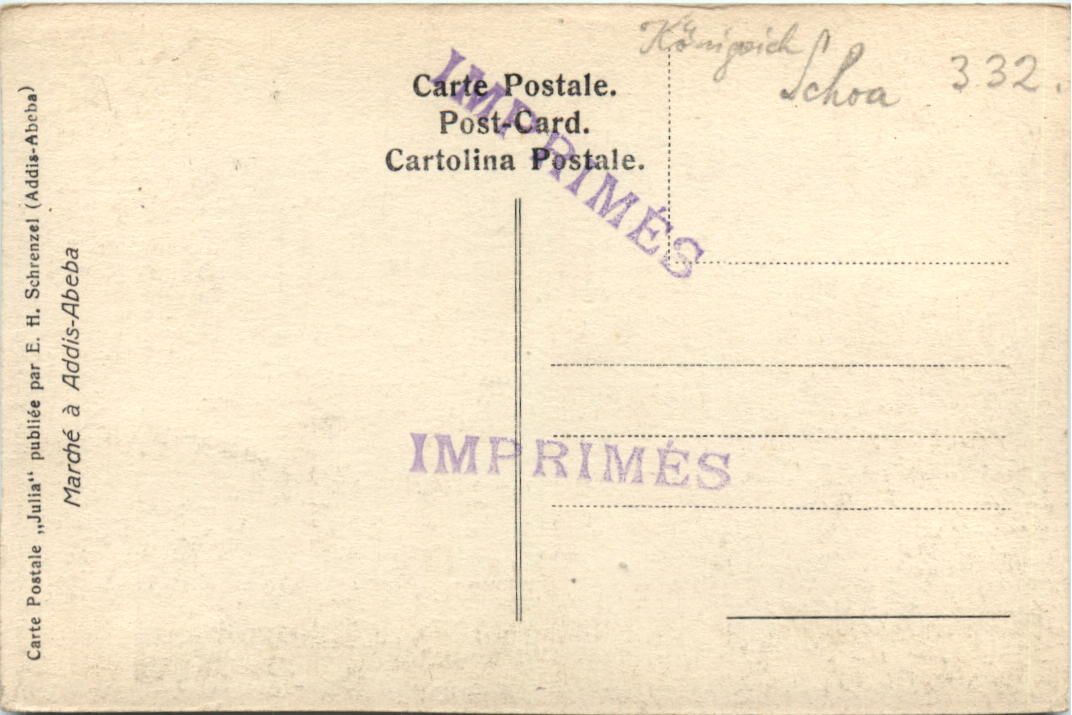 Königreich
Schoa
332.
Carte Postale.
Post-Card.
Cartolina Postale.
IMPRIMÉS
IMPRIMÉS
Carte Postale „Julia“ publiée par E. H. Schrenzel (Addis-Abeba)
Marché à Addis-Abeba